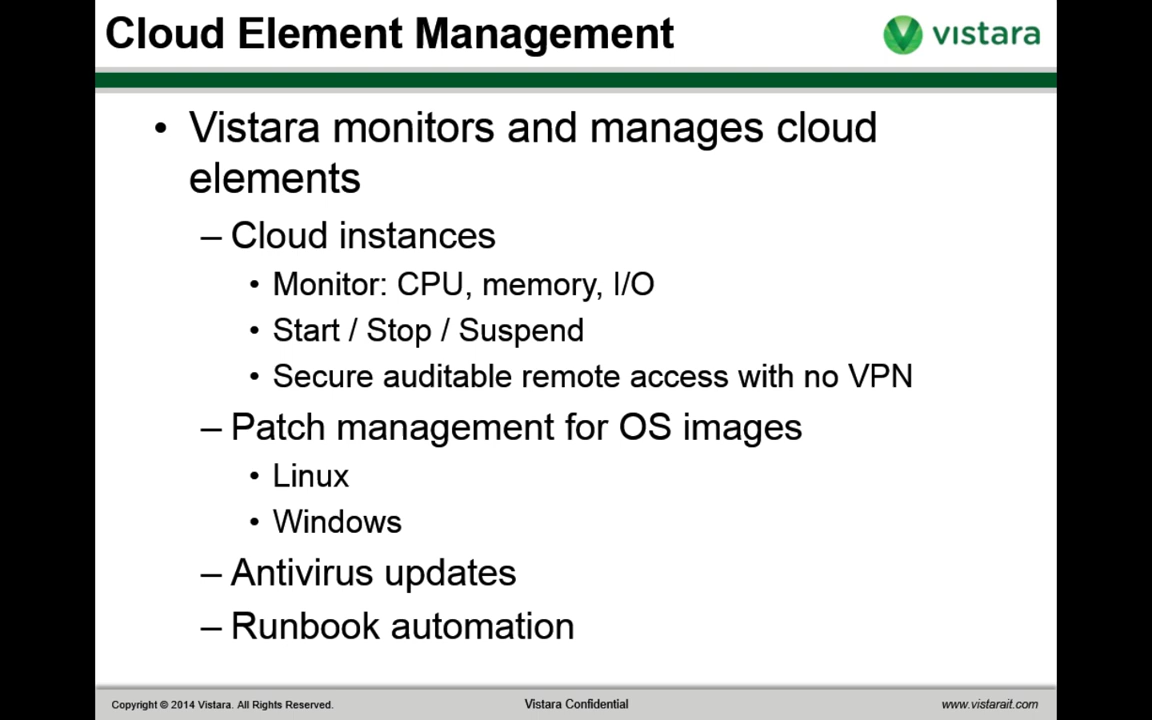 Cloud Element Management
vistara
• Vistara monitors and manages cloud
elements
– Cloud instances
• Monitor: CPU, memory, I/O
• Start / Stop / Suspend
• Secure auditable remote access with no VPN
– Patch management for OS images
• Linux
• Windows
– Antivirus updates
– Runbook automation
Copyright © 2014 Vistara. All Rights Reserved.
Vistara Confidential
www.vistarait.com